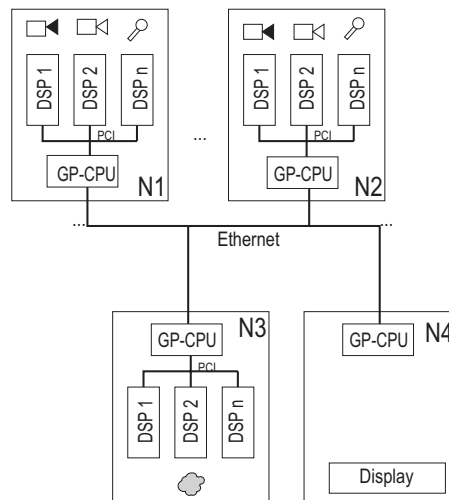 DSP 1 DSP 2 DSP n
PCI
GP-CPU
N1
...
DSP 1 DSP 2 DSP n
PCI
GP-CPU
N2
... Ethernet ...
GP-CPU
N3
PCI
DSP 1 DSP 2 DSP n
GP-CPU
N4
Display